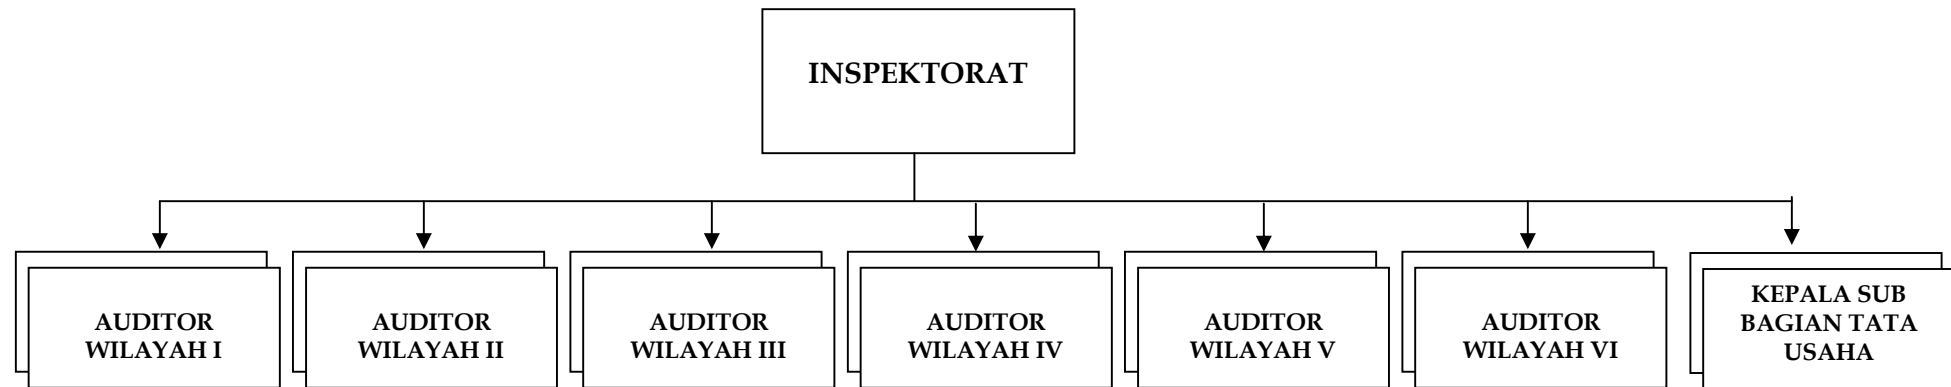 INSPEKTORAT
AUDITOR
WILAYAH I
AUDITOR
WILAYAH II
AUDITOR
WILAYAH III
AUDITOR
WILAYAH IV
AUDITOR
WILAYAH V
AUDITOR
WILAYAH VI
KEPALA SUB
BAGIAN TATA
USAHA